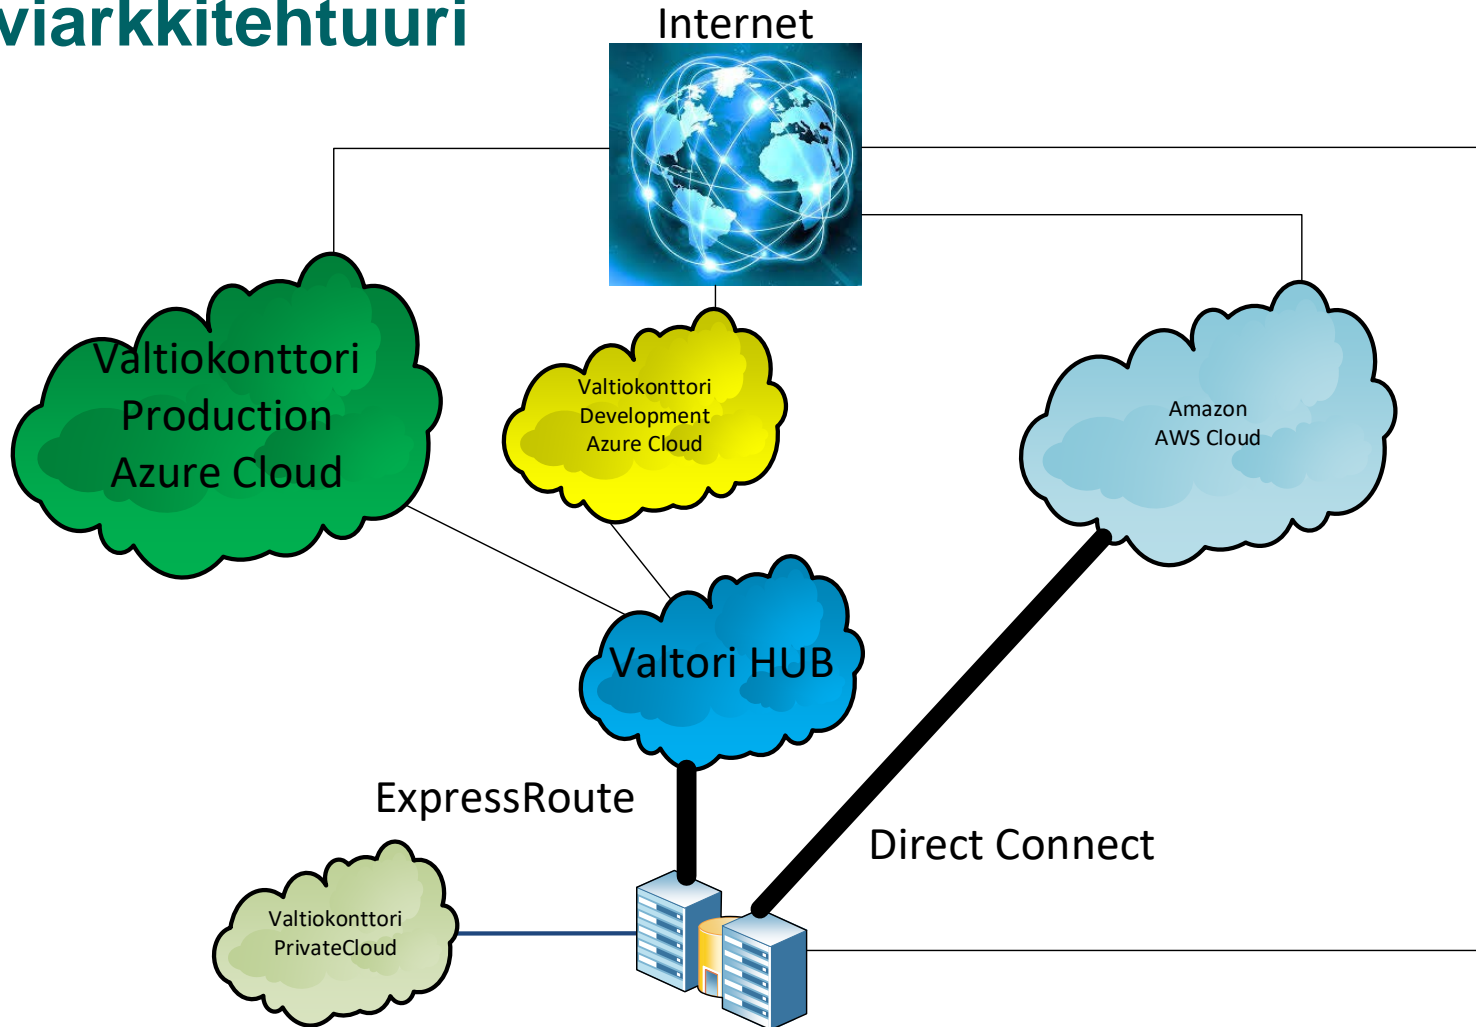 viarkkitehtuuri
Internet
Valtiokonttori
Production
Azure Cloud
Valtiokonttori
Development
Azure Cloud
Amazon
AWS Cloud
Valtori HUB
ExpressRoute
Direct Connect
Valtiokonttori
PrivateCloud